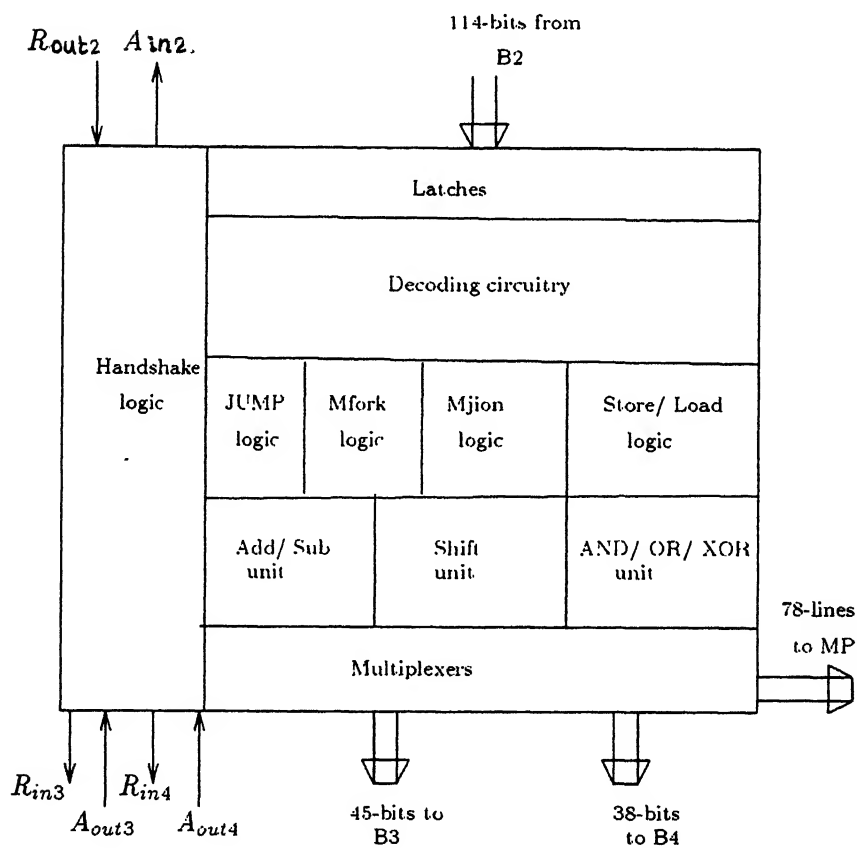 114-bits from
B2
Rout2 Ain2.
Latches
Decoding circuitry
Handshake
logic
JUMP
logic
Mfork
logic
Mjion
logic
Store/ Load
logic
Add/ Sub
unit
Shift
unit
AND/ OR/ XOR
unit
78-lines
to MP
Multiplexers
Rin3
Aout3
Rin4
Aout4
45-bits to
B3
38-bits
to B4